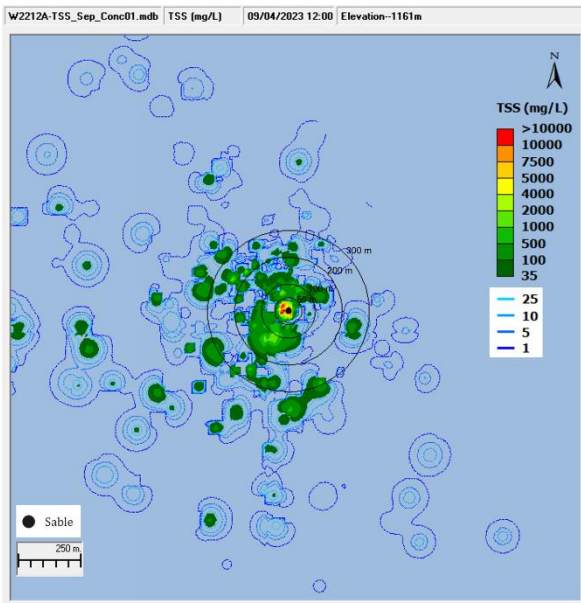 W2212A-TSS_Sep_Conc01.mdb TSS (mg/L) 09/04/2023 12:00 Elevation--1161m
N
TSS (mg/L)
>10000
10000
7500
5000
4000
2000
1000
500
100
35
25
10
5
1
300 m
200 m
100 m
50 m
Sable
250 m.